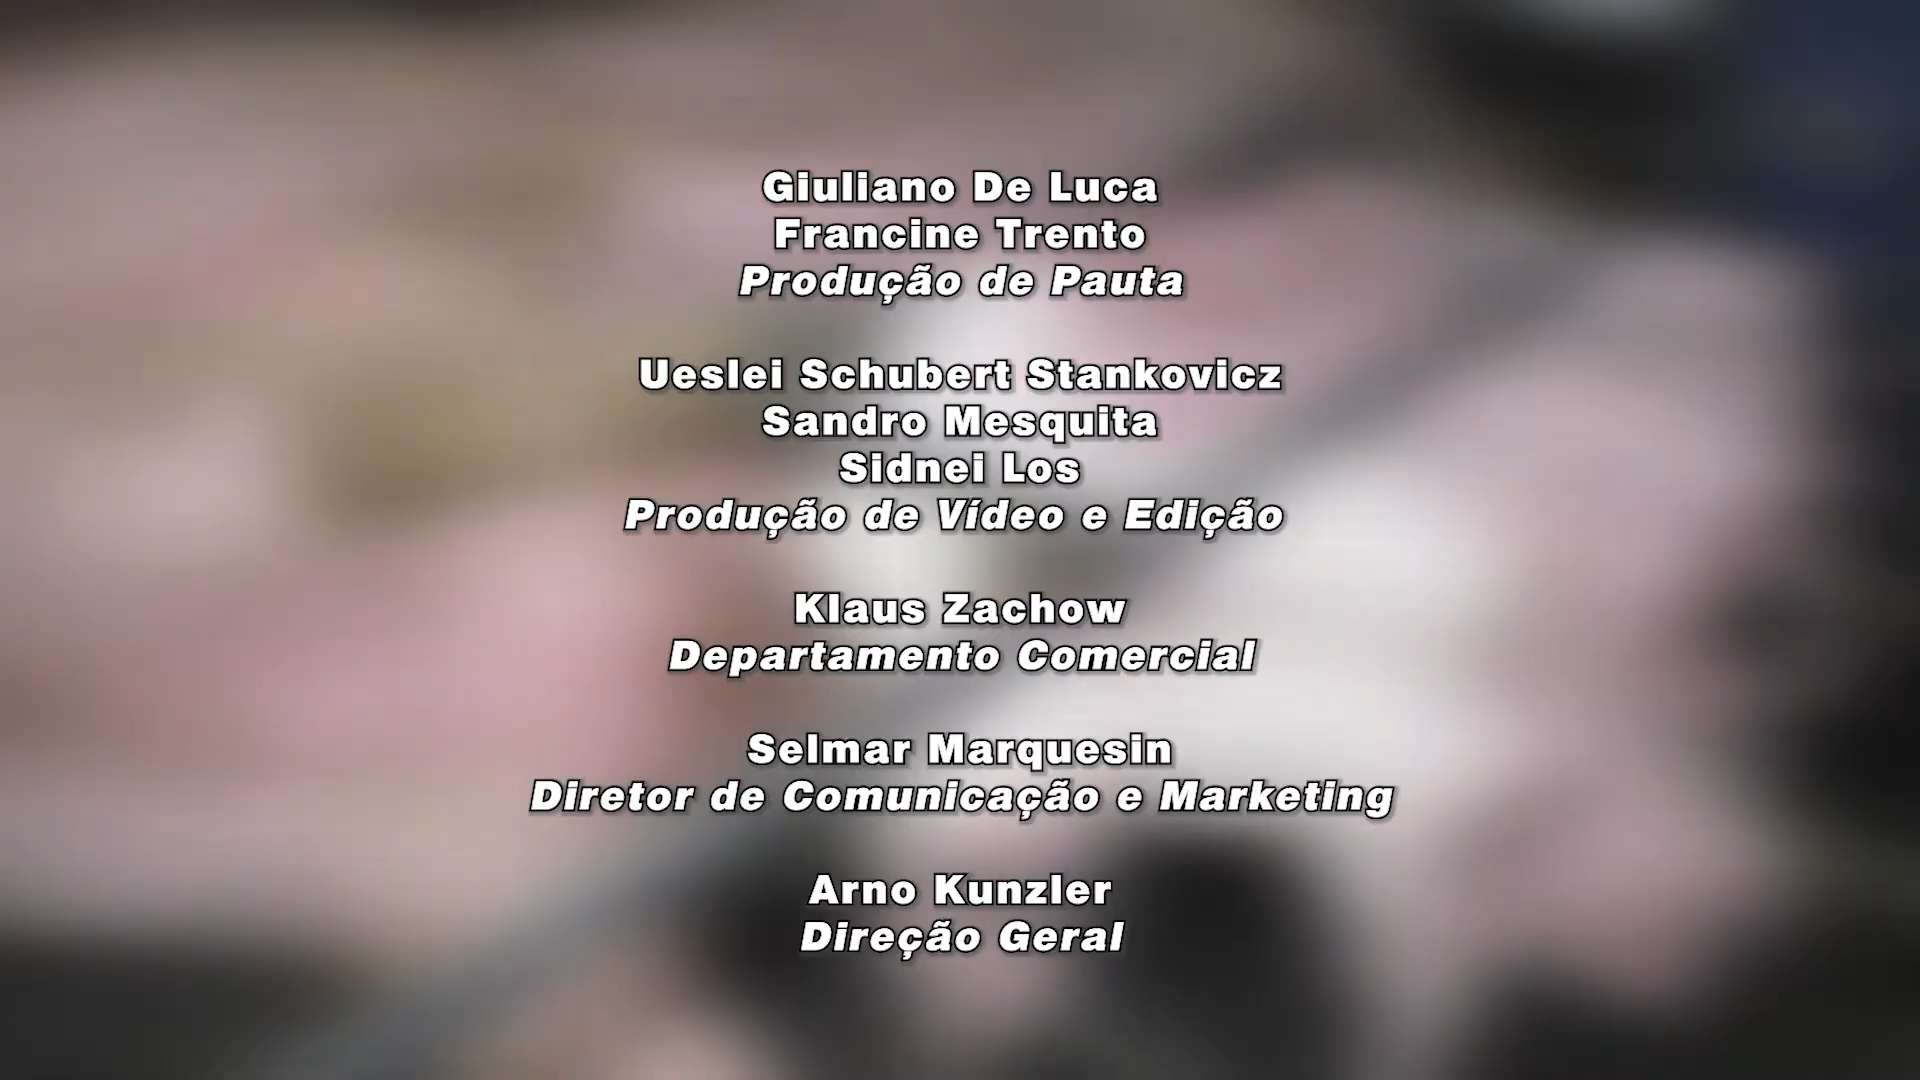 Giuliano De Luca
Francine Trento
Produção de Pauta
Ueslei Schubert Stankovicz
Sandro Mesquita
Sidnei Los
Produção de Vídeo e Edição
Klaus Zachow
Departamento Comercial
Selmar Marquesin
Diretor de Comunicação e Marketing
Arno Kunzler
Direção Geral